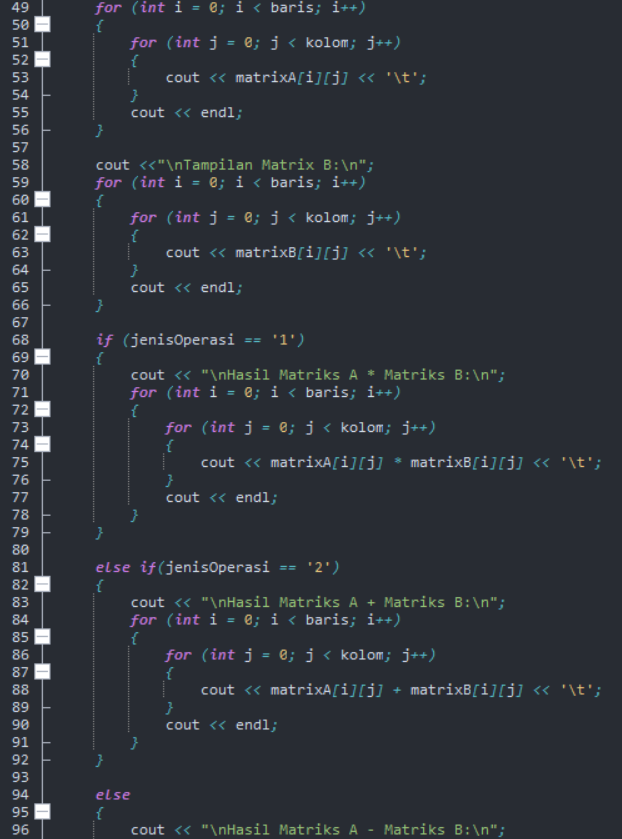 49 for (int i = 0; i < baris; i++)
50 {
51 for (int j = 0; j < kolom; j++)
52 {
53 cout << matrixA[i][j] << '\t';
54 }
55 cout << endl;
56 }
57
58 cout <<"\nTampilan Matrix B:\n";
59 for (int i = 0; i < baris; i++)
60 {
61 for (int j = 0; j < kolom; j++)
62 {
63 cout << matrixB[i][j] << '\t';
64 }
65 cout << endl;
66 }
67
68 if (jenisOperasi == '1')
69 {
70 cout << "\nHasil Matriks A * Matriks B:\n";
71 for (int i = 0; i < baris; i++)
72 {
73 for (int j = 0; j < kolom; j++)
74 {
75 cout << matrixA[i][j] * matrixB[i][j] << '\t';
76 }
77 cout << endl;
78 }
79 }
80
81 else if(jenisOperasi == '2')
82 {
83 cout << "\nHasil Matriks A + Matriks B:\n";
84 for (int i = 0; i < baris; i++)
85 {
86 for (int j = 0; j < kolom; j++)
87 {
88 cout << matrixA[i][j] + matrixB[i][j] << '\t';
89 }
90 cout << endl;
91 }
92 }
93
94 else
95 {
96 cout << "\nHasil Matriks A - Matriks B:\n";